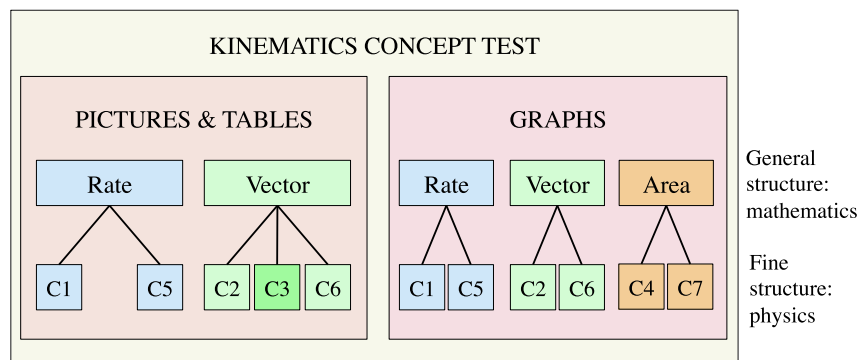 KINEMATICS CONCEPT TEST
PICTURES & TABLES
GRAPHS
Rate
Vector
Rate
Vector
Area
General
structure:
mathematics
C1
C5
C2
C3
C6
C1
C5
C2
C6
C4
C7
Fine
structure:
physics